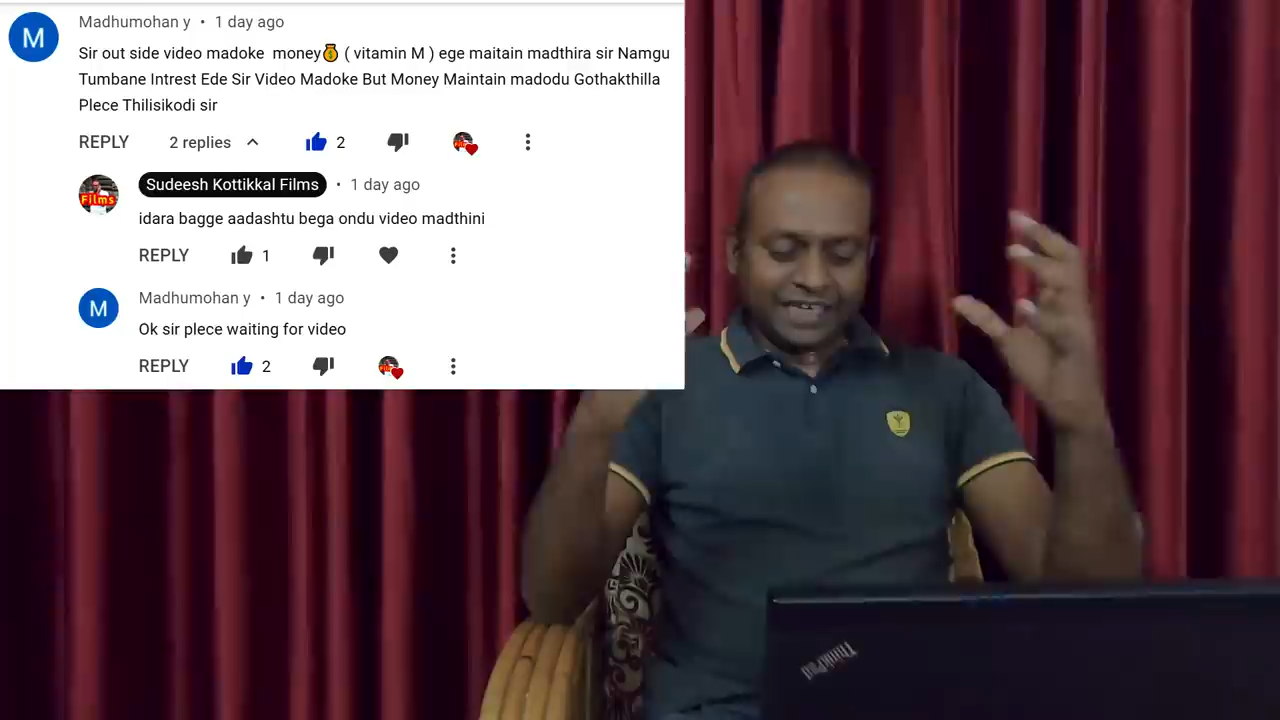 Madhumohan y • 1 day ago
M
Sir out side video madoke money💰 ( vitamin M ) ege maitain madthira sir Namgu
Tumbane Intrest Ede Sir Video Madoke But Money Maintain madodu Gothakthilla
Plece Thilisikodi sir
REPLY 2 replies 2
Sudeesh Kottikkal Films • 1 day ago
Films
idara bagge aadashtu bega ondu video madthini
REPLY 1
Madhumohan y • 1 day ago
M
Ok sir plece waiting for video
REPLY 2
ThinkPad